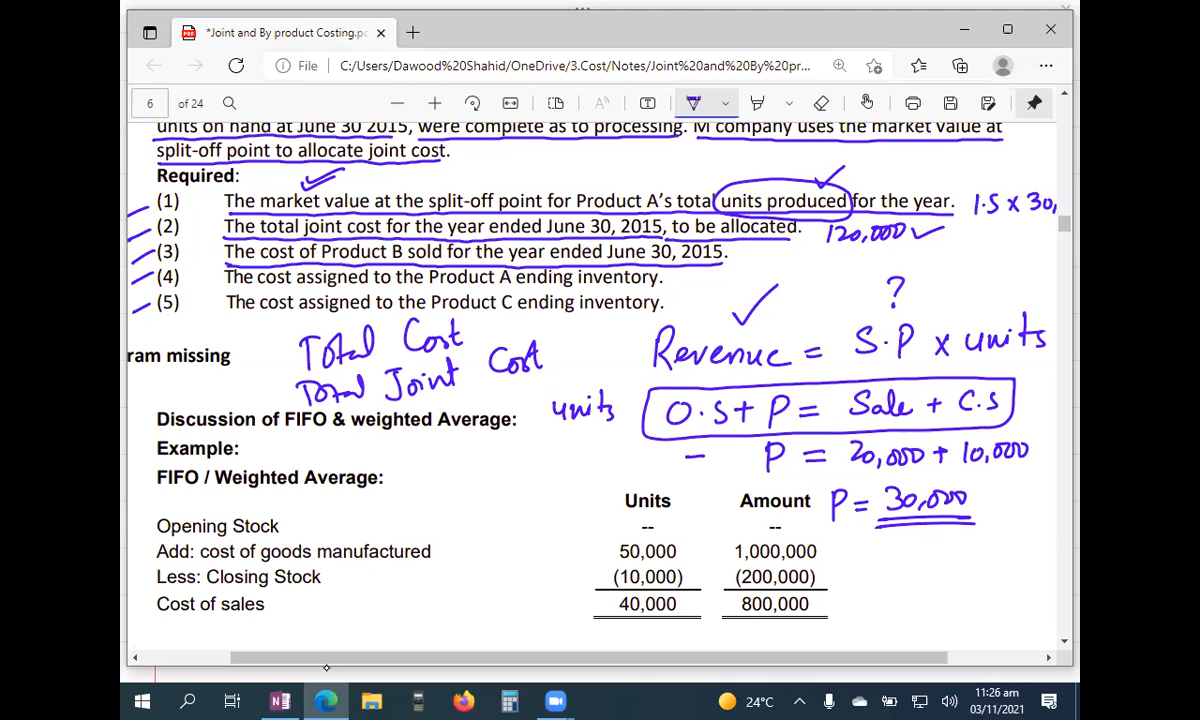 *Joint and By product Costing.pc
File C:/Users/Dawood%20Shahid/OneDrive/3.Cost/Notes/Joint%20and%20By%20pr...
6 of 24
units on hand at June 30 2015, were complete as to processing. M company uses the market value at
split-off point to allocate joint cost.
Required:
(1) The market value at the split-off point for Product A's total units produced for the year. 1.5 x 30,
(2) The total joint cost for the year ended June 30, 2015, to be allocated. 120,000
(3) The cost of Product B sold for the year ended June 30, 2015.
(4) The cost assigned to the Product A ending inventory.
(5) The cost assigned to the Product C ending inventory.
?
Total Cost
Revenue = S.P x units
ram missing
Total Joint Cost
units O.S + P = Sale + C.S
Discussion of FIFO & weighted Average:
Example:
- P = 20,000 + 10,000
FIFO / Weighted Average:
Units Amount
P = 30,000
Opening Stock -- --
Add: cost of goods manufactured 50,000 1,000,000
Less: Closing Stock (10,000) (200,000)
Cost of sales 40,000 800,000
24°C
11:26 am
03/11/2021